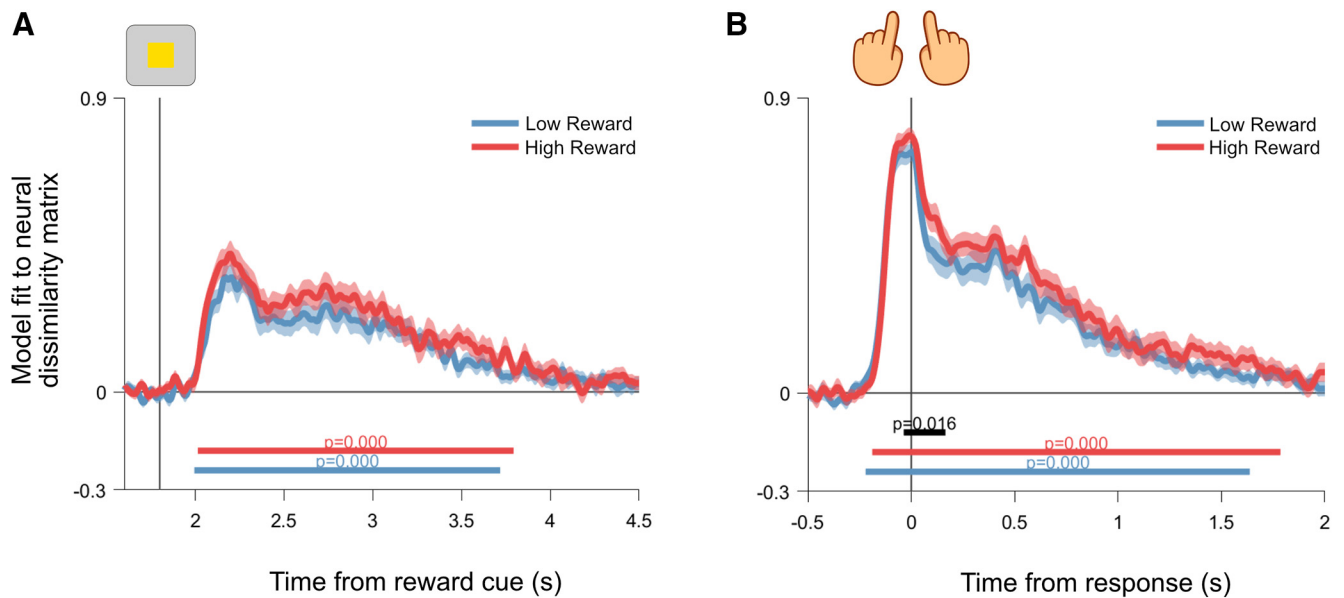 A
0.9
Low Reward
High Reward
Model fit to neural
dissimilarity matrix
0
p=0.000
p=0.000
-0.3
2
2.5
3
3.5
4
4.5
Time from reward cue (s)
B
0.9
Low Reward
High Reward
0
p=0.016
p=0.000
p=0.000
-0.3
-0.5
0
0.5
1
1.5
2
Time from response (s)